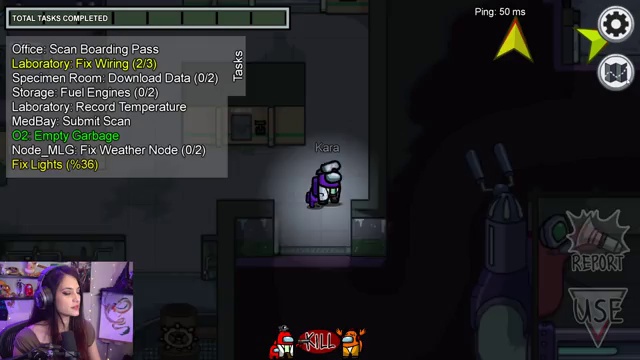 TOTAL TASKS COMPLETED
Ping: 50 ms
Office: Scan Boarding Pass
Laboratory: Fix Wiring (2/3)
Specimen Room: Download Data (0/2)
Storage: Fuel Engines (0/2)
Laboratory: Record Temperature
MedBay: Submit Scan
O2: Empty Garbage
Node_MLG: Fix Weather Node (0/2)
Fix Lights (%36)
Tasks
Kara
REPORT
USE
KILL